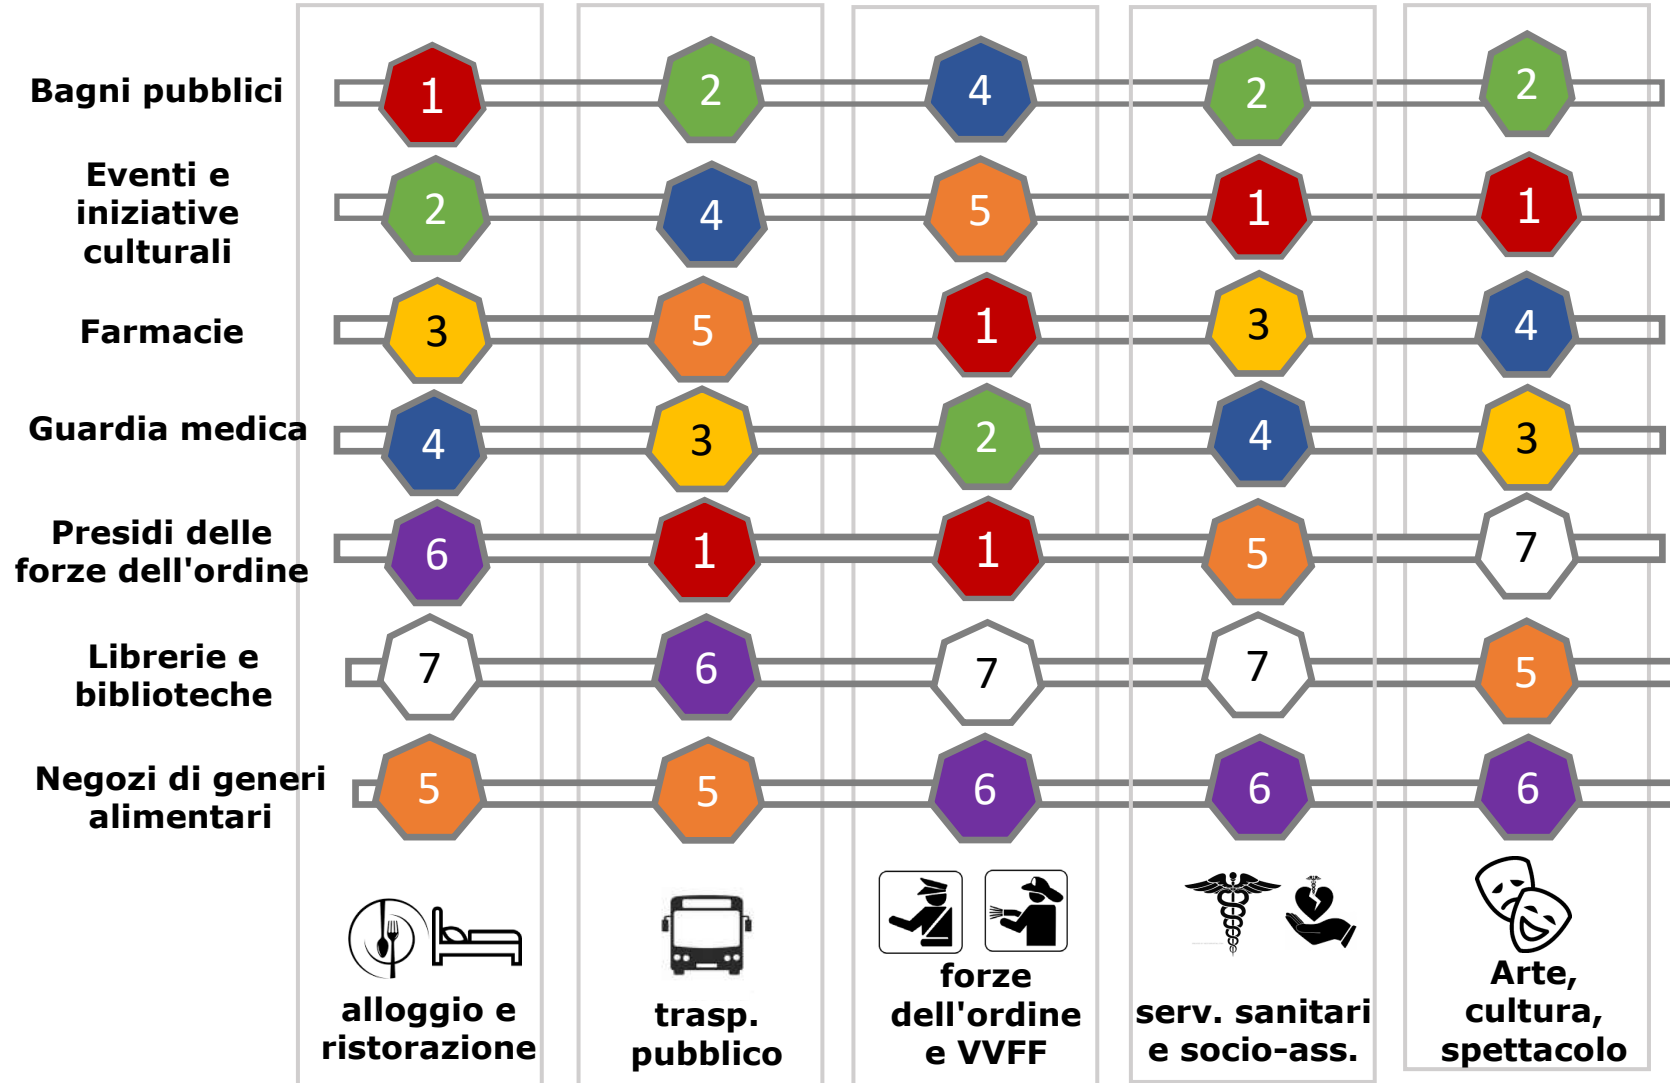 Bagni pubblici 1 2 4 2 2
Eventi e
iniziative
culturali
2 4 5 1 1
Farmacie 3 5 1 3 4
Guardia medica 4 3 2 4 3
Presidi delle
forze dell'ordine
6 1 1 5 7
Librerie e
biblioteche
7 6 7 7 5
Negozi di generi
alimentari
5 5 6 6 6
alloggio e
ristorazione
trasp.
pubblico
forze
dell'ordine
e VVFF
serv. sanitari
e socio-ass.
Arte,
cultura,
spettacolo